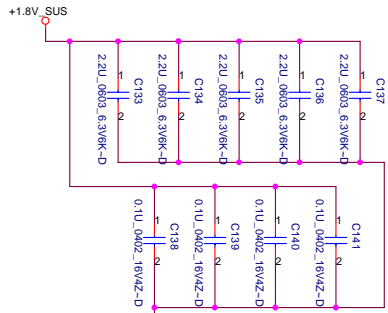 +1.8V_SUS
1
2
C133
2.2U_0603_6.3V6K~D
1
2
C134
2.2U_0603_6.3V6K~D
1
2
C135
2.2U_0603_6.3V6K~D
1
2
C136
2.2U_0603_6.3V6K~D
1
2
C137
2.2U_0603_6.3V6K~D
1
2
C138
0.1U_0402_16V4Z~D
1
2
C139
0.1U_0402_16V4Z~D
1
2
C140
0.1U_0402_16V4Z~D
1
2
C141
0.1U_0402_16V4Z~D